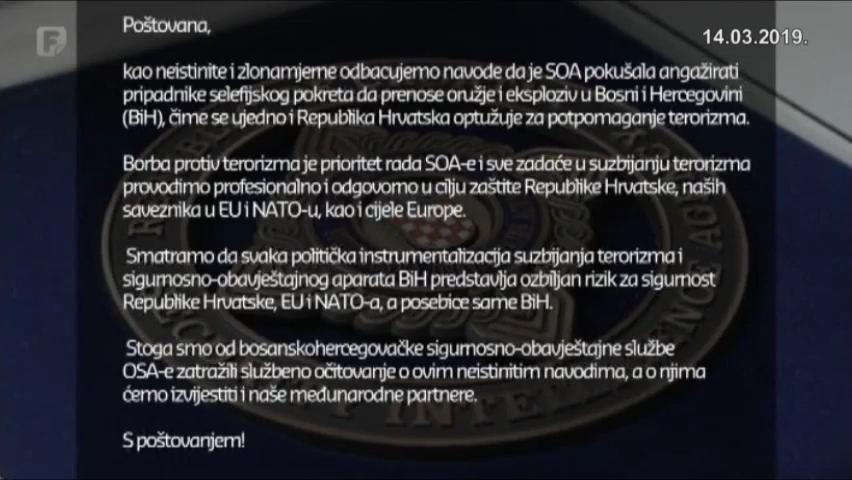 F
14.03.2019.
Poštovana,
kao neistinite i zlonamjerne odbacujemo navode da je SOA pokušala angažirati
pripadnike selefijskog pokreta da prenose oružje i eksploziv u Bosni i Hercegovini
(BiH), čime se ujedno i Republika Hrvatska optužuje za potpomaganje terorizma.
Borba protiv terorizma je prioritet rada SOA-e i sve zadaće u suzbijanju terorizma
provodimo profesionalno i odgovorno u cilju zaštite Republike Hrvatske, naših
saveznika u EU i NATO-u, kao i cijele Europe.
Smatramo da svaka politička instrumentalizacija suzbijanja terorizma i
sigurnosno-obavještajnog aparata BiH predstavlja ozbiljan rizik za sigurnost
Republike Hrvatske, EU i NATO-a, a posebice same BiH.
Stoga smo od bosanskohercegovačke sigurnosno-obavještajne službe
OSA-e zatražili službeno očitovanje o ovim neistinitim navodima, a o njima
ćemo izvijestiti i naše međunarodne partnere.
S poštovanjem!